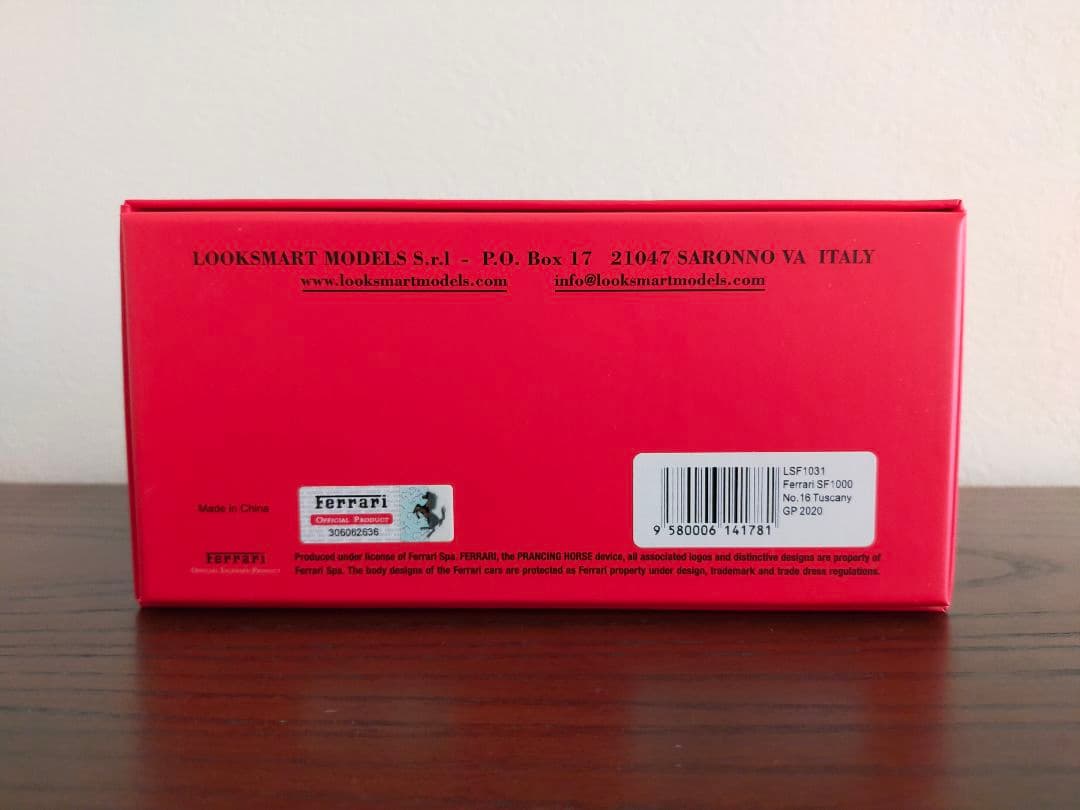 LOOKSMART MODELS S.r.l - P.O. Box 17 21047 SARONNO VA ITALY
www.looksmartmodels.com info@looksmartmodels.com
Made in China
Ferrari
OFFICIAL PRODUCT
306062636
LSF1031
Ferrari SF1000
No.16 Tuscany
GP 2020
9 580006 141781
Ferrari
OFFICIAL LICENSED PRODUCT
Produced under license of Ferrari Spa. FERRARI, the PRANCING HORSE device, all associated logos and distinctive designs are property of
Ferrari Spa. The body designs of the Ferrari cars are protected as Ferrari property under design, trademark and trade dress regulations.